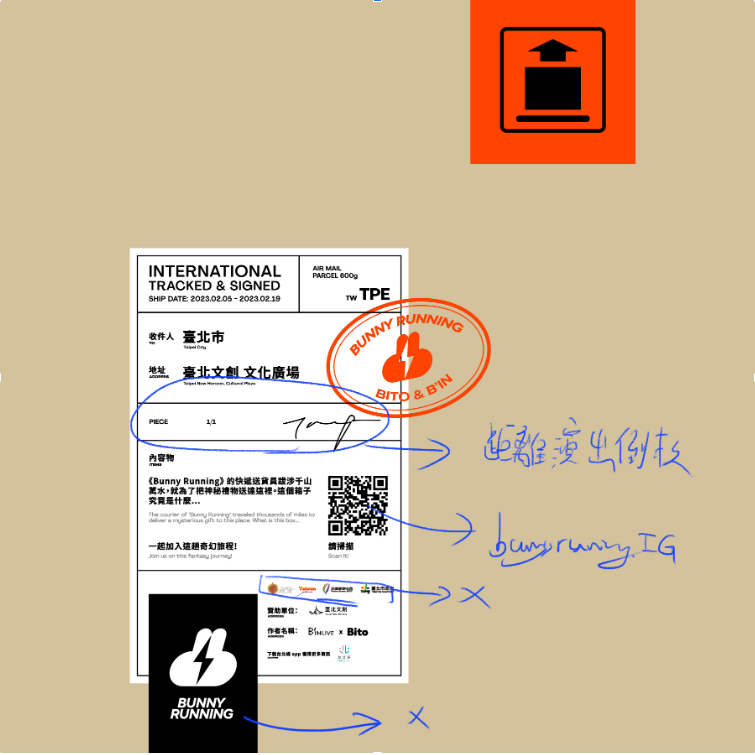 INTERNATIONAL
TRACKED & SIGNED
SHIP DATE: 2023.02.05 - 2023.02.19
AIR MAIL
PARCEL 600g
TW TPE
收件人 臺北市
TO Taipei City
地址 臺北文創 文化廣場
ADDRESS Taipei New Horizon, Cultural Plaza
BUNNY RUNNING
BITO & B'IN
PIECE 1/1
距離演出倒數
內容物
ITEMS
《Bunny Running》的快遞送貨員跋涉千山
萬水,就為了把神秘禮物送達這裡。這個箱子
究竟是什麼...
The courier of 'Bunny Running' traveled thousands of miles to
deliver a mysterious gift to this place. What is this box...
一起加入這趟奇幻旅程!
Join us on this fantasy journey!
請掃描
Scan it!
IG
X
Taiwan
贊助單位:
臺北文創
作者名稱:
B'INLIVE x Bito
下載台北通 app 獲得更多資訊
BUNNY
RUNNING
X